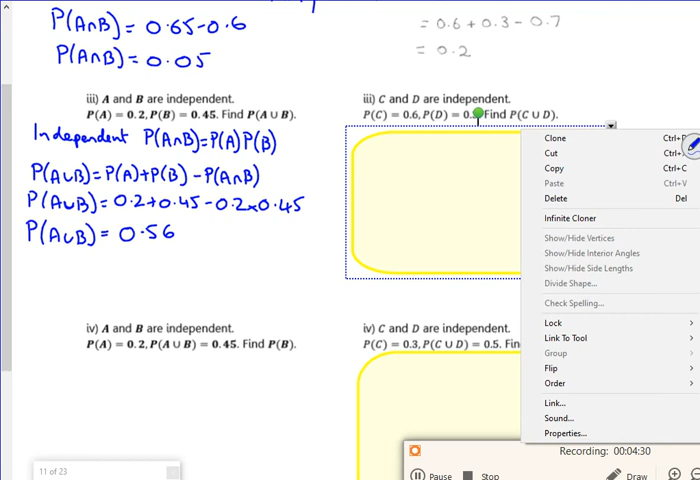 P(A∩B) = 0.65 - 0.6
P(A∩B) = 0.05
= 0.6 + 0.3 - 0.7
= 0.2
iii) A and B are independent.
P(A) = 0.2, P(B) = 0.45. Find P(A ∪ B).
Independent P(A∩B) = P(A)P(B)
P(A∪B) = P(A) + P(B) - P(A∩B)
P(A∪B) = 0.2 + 0.45 - 0.2 × 0.45
P(A∪B) = 0.56
iii) C and D are independent.
P(C) = 0.6, P(D) = 0. Find P(C ∪ D).
Clone Ctrl+
Cut Ctrl+
Copy Ctrl+C
Paste Ctrl+V
Delete Del
Infinite Cloner
Show/Hide Vertices
Show/Hide Interior Angles
Show/Hide Side Lengths
Divide Shape...
Check Spelling...
Lock
Link To Tool
Group
Flip
Order
Link...
Sound...
Properties...
iv) A and B are independent.
P(A) = 0.2, P(A ∪ B) = 0.45. Find P(B).
iv) C and D are independent.
P(C) = 0.3, P(C ∪ D) = 0.5. Fin
Recording: 00:04:30
Pause Stop Draw
11 of 23